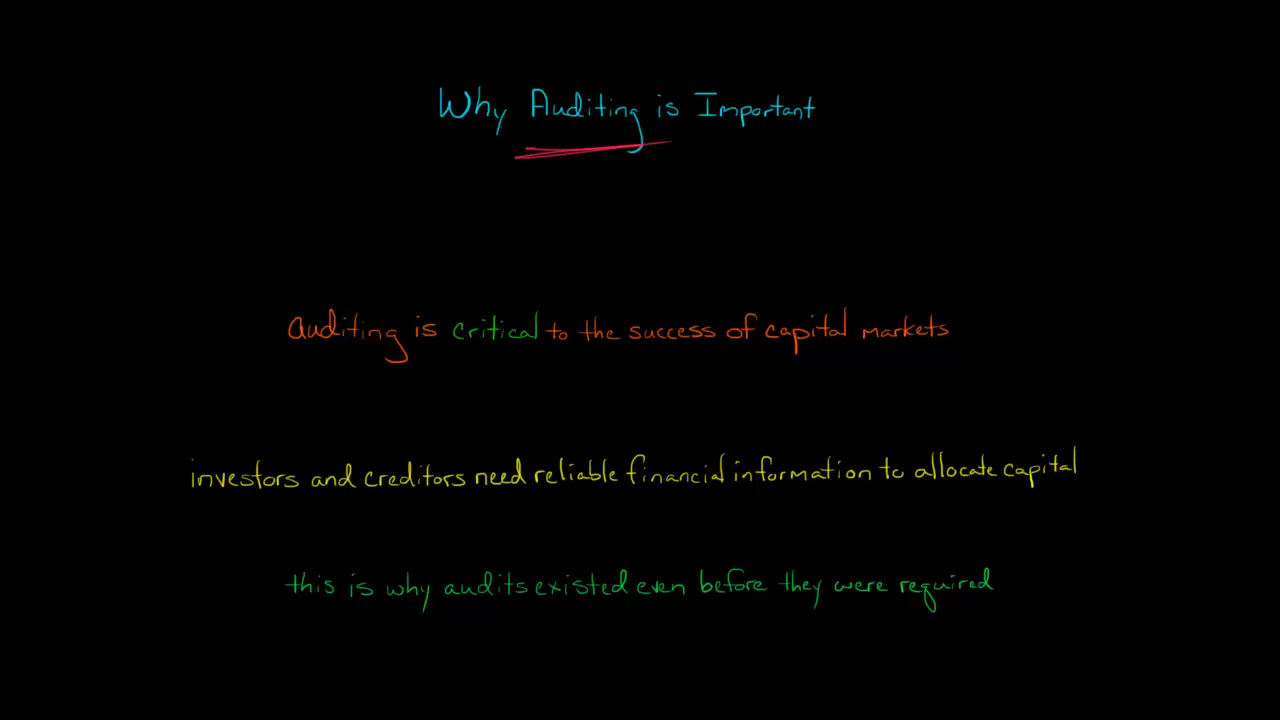 Why Auditing is Important
auditing is critical to the success of capital markets
investors and creditors need reliable financial information to allocate capital
this is why audits existed even before they were required